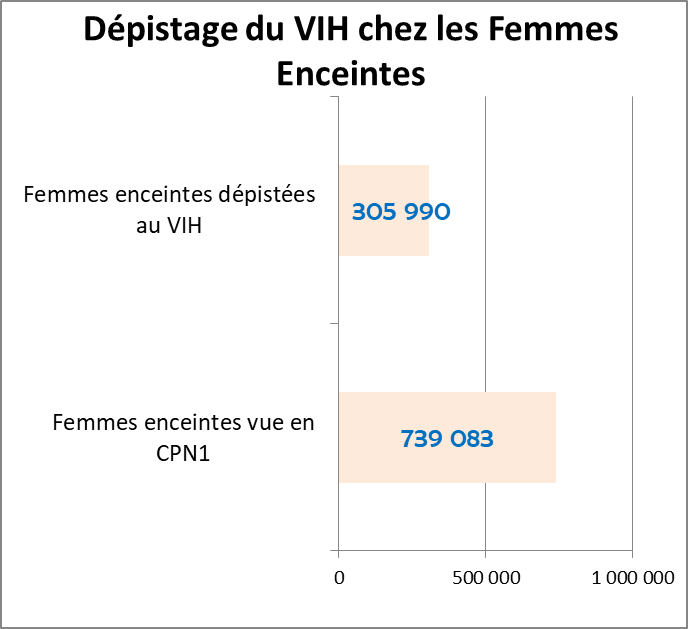 Dépistage du VIH chez les Femmes
Enceintes
Femmes enceintes dépistées
au VIH
305 990
Femmes enceintes vue en
CPN1
739 083
0
500 000
1 000 000